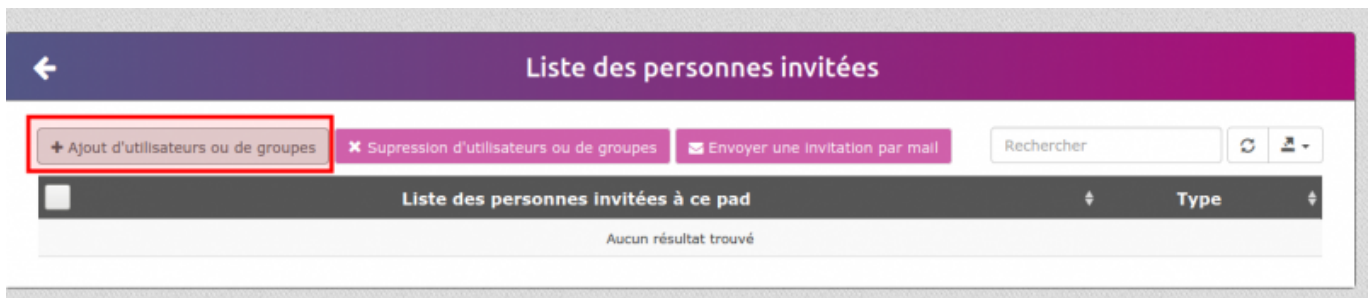 Liste des personnes invitées
Ajout d'utilisateurs ou de groupes
Supression d'utilisateurs ou de groupes
Envoyer une invitation par mail
Rechercher
Liste des personnes invitées à ce pad
Type
Aucun résultat trouvé